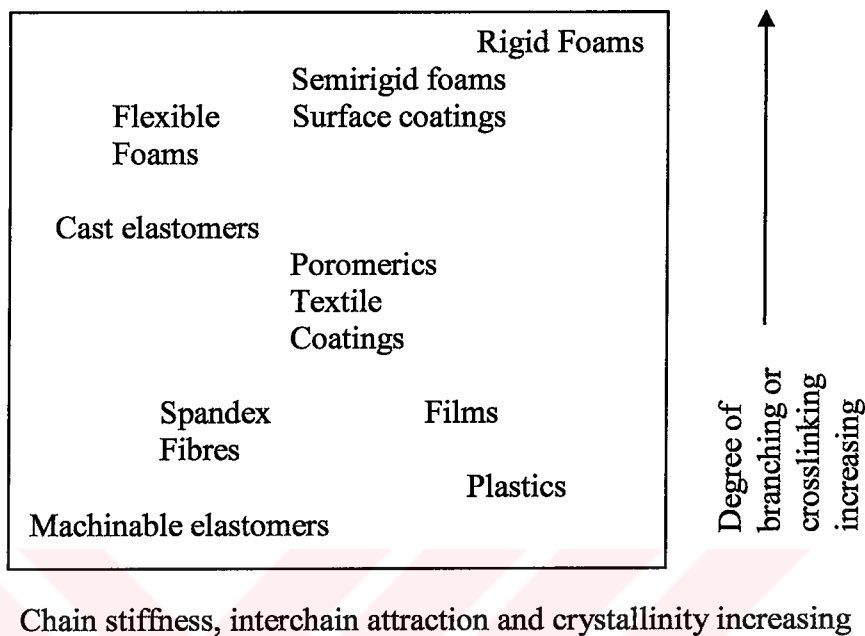 Rigid Foams
Semirigid foams
Flexible Surface coatings
Foams
Cast elastomers
Poromerics
Textile
Coatings
Spandex Films
Fibres
Plastics
Machinable elastomers
Degree of
branching or
crosslinking
increasing
Chain stiffness, interchain attraction and crystallinity increasing